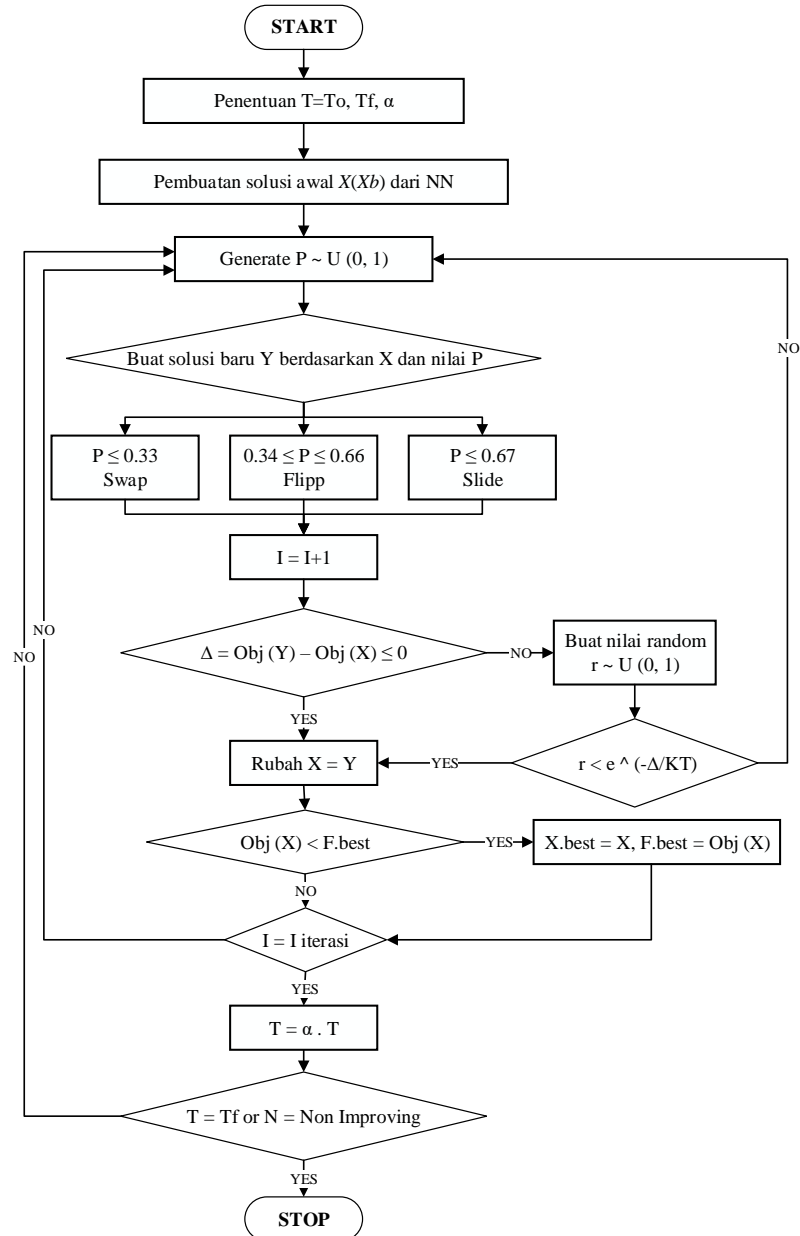 START
Penentuan T=To, Tf, α
Pembuatan solusi awal X(Xb) dari NN
Generate P ~ U (0, 1)
Buat solusi baru Y berdasarkan X dan nilai P
NO
P ≤ 0.33
Swap
0.34 ≤ P ≤ 0.66
Flipp
P ≤ 0.67
Slide
I = I+1
NO
NO
Δ = Obj (Y) – Obj (X) ≤ 0
NO
Buat nilai random
r ~ U (0, 1)
YES
Rubah X = Y
YES
r < e ^ (-Δ/KT)
Obj (X) < F.best
YES
X.best = X, F.best = Obj (X)
NO
I = I iterasi
YES
T = α . T
T = Tf or N = Non Improving
YES
STOP